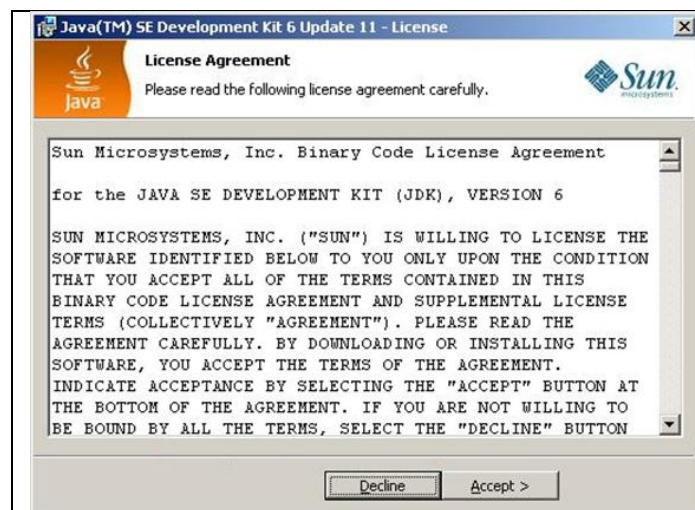 Java(TM) SE Development Kit 6 Update 11 - License
License Agreement
Please read the following license agreement carefully.
Java
Sun
microsystems
Sun Microsystems, Inc. Binary Code License Agreement
for the JAVA SE DEVELOPMENT KIT (JDK), VERSION 6
SUN MICROSYSTEMS, INC. ("SUN") IS WILLING TO LICENSE THE
SOFTWARE IDENTIFIED BELOW TO YOU ONLY UPON THE CONDITION
THAT YOU ACCEPT ALL OF THE TERMS CONTAINED IN THIS
BINARY CODE LICENSE AGREEMENT AND SUPPLEMENTAL LICENSE
TERMS (COLLECTIVELY "AGREEMENT"). PLEASE READ THE
AGREEMENT CAREFULLY. BY DOWNLOADING OR INSTALLING THIS
SOFTWARE, YOU ACCEPT THE TERMS OF THE AGREEMENT.
INDICATE ACCEPTANCE BY SELECTING THE "ACCEPT" BUTTON AT
THE BOTTOM OF THE AGREEMENT. IF YOU ARE NOT WILLING TO
BE BOUND BY ALL THE TERMS, SELECT THE "DECLINE" BUTTON
Decline
Accept >